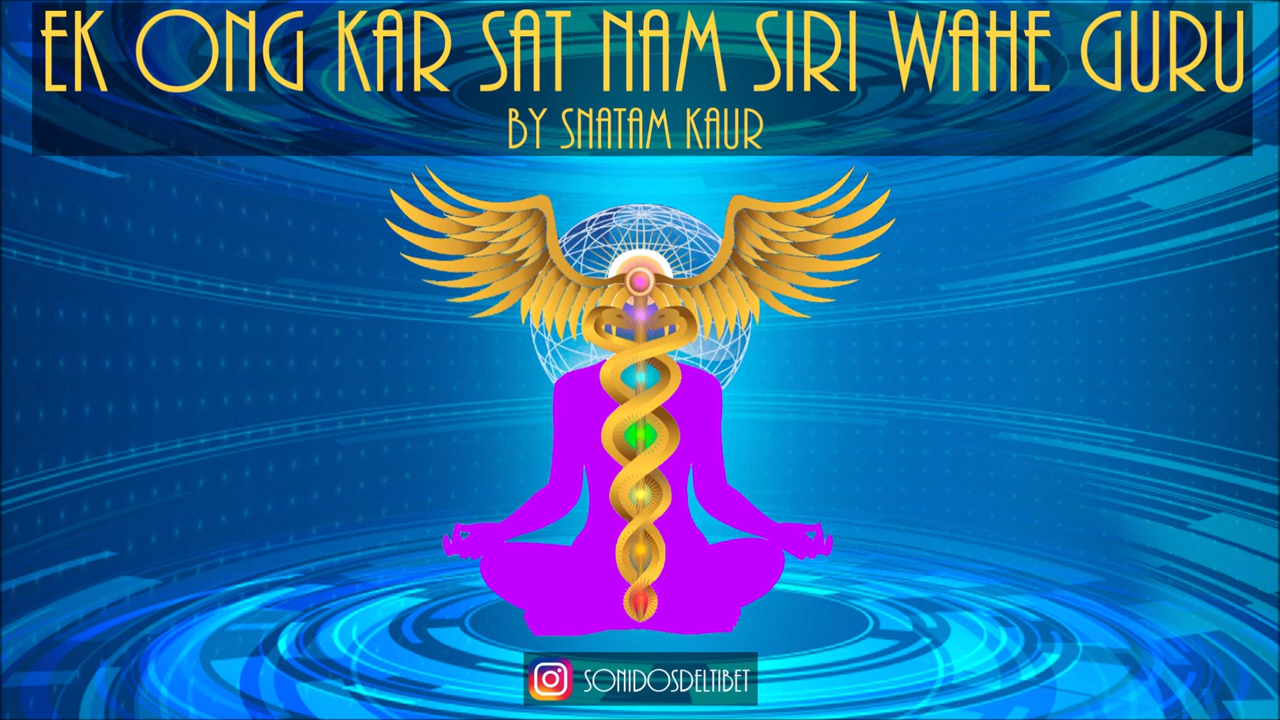 EK ONG KAR SAT NAM SIRI WAHE GURU
BY SNATAM KAUR
SONIDOSDELTIBET